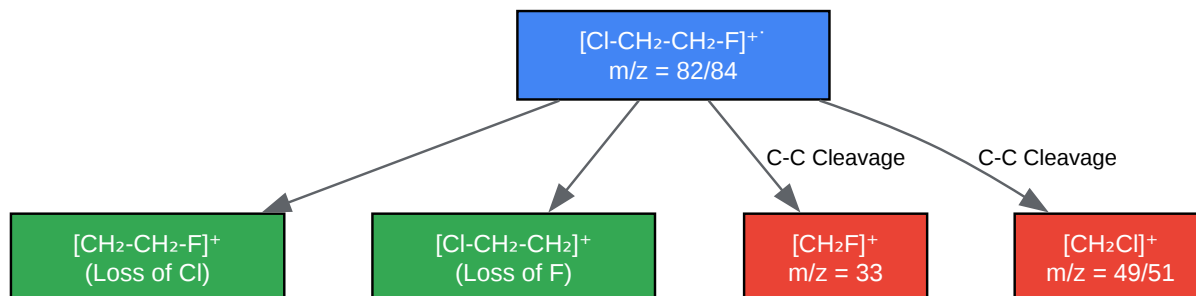 [Cl-CH₂-CH₂-F]⁺˙
m/z = 82/84
C-C Cleavage
C-C Cleavage
[CH₂-CH₂-F]⁺
(Loss of Cl)
[Cl-CH₂-CH₂]⁺
(Loss of F)
[CH₂F]⁺
m/z = 33
[CH₂Cl]⁺
m/z = 49/51